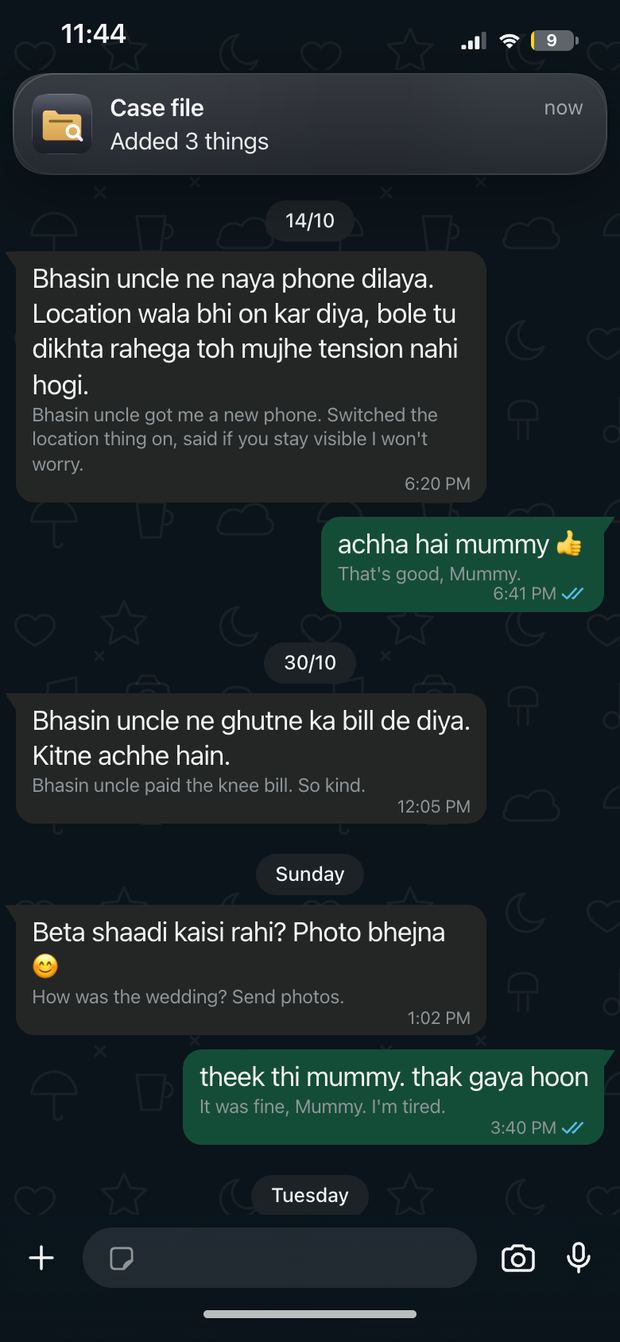 11:44
9
Case file
now
Added 3 things
14/10
Bhasin uncle ne naya phone dilaya.
Location wala bhi on kar diya, bole tu
dikhta rahega toh mujhe tension nahi
hogi.
Bhasin uncle got me a new phone. Switched the
location thing on, said if you stay visible I won't
worry.
6:20 PM
achha hai mummy 👍
That's good, Mummy.
6:41 PM
30/10
Bhasin uncle ne ghutne ka bill de diya.
Kitne achhe hain.
Bhasin uncle paid the knee bill. So kind.
12:05 PM
Sunday
Beta shaadi kaisi rahi? Photo bhejna
😊
How was the wedding? Send photos.
1:02 PM
theek thi mummy. thak gaya hoon
It was fine, Mummy. I'm tired.
3:40 PM
Tuesday